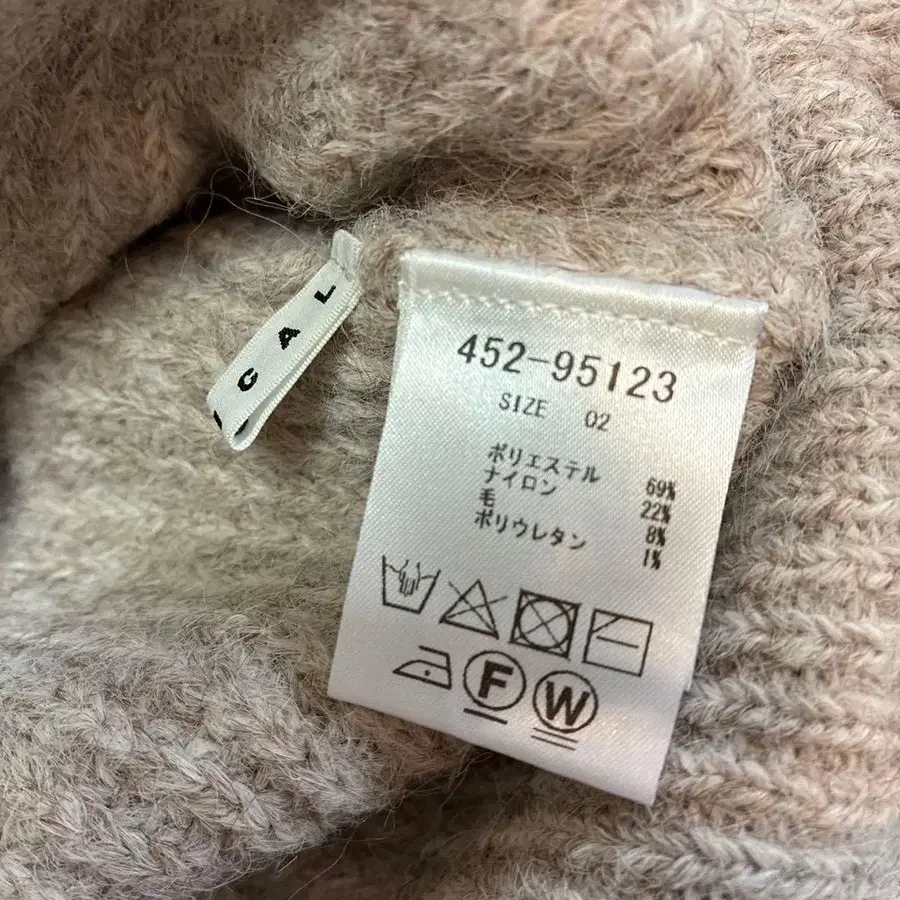 ICAL
452-95123
SIZE 02
ポリエステル 69%
ナイロン 22%
毛 8%
ポリウレタン 1%
F W